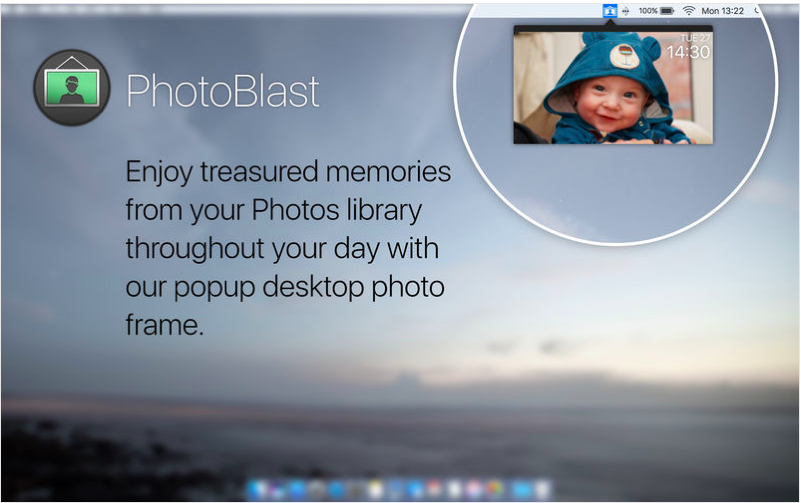 100% Mon 13:22
TUE 27
14:30
PhotoBlast
Enjoy treasured memories
from your Photos library
throughout your day with
our popup desktop photo
frame.